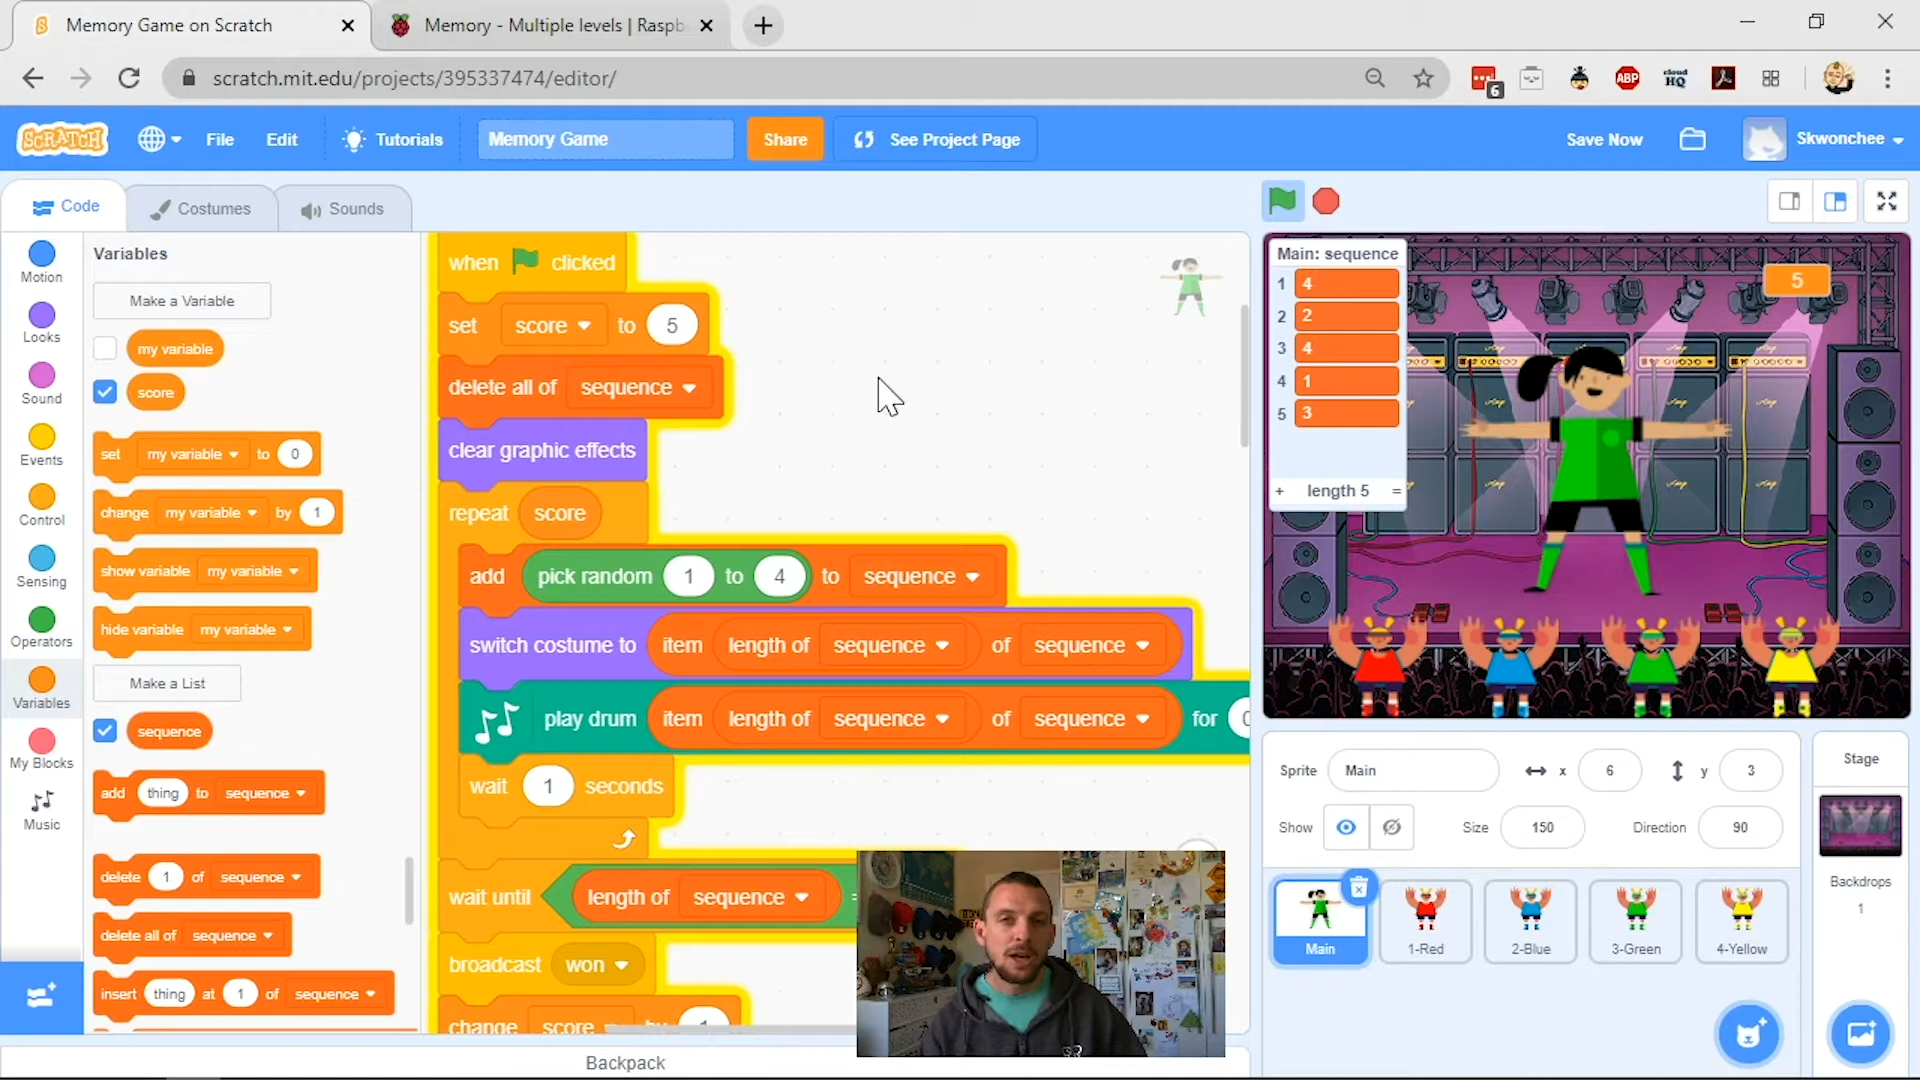 Memory Game on Scratch
Memory - Multiple levels | Raspb
scratch.mit.edu/projects/395337474/editor/
6
ABP
cloud
HQ
SCRATCH
File
Edit
Tutorials
Memory Game
Share
See Project Page
Save Now
Skwonchee
Code
Costumes
Sounds
Motion
Looks
Sound
Events
Control
Sensing
Operators
Variables
My Blocks
Music
Variables
Make a Variable
my variable
score
set my variable to 0
change my variable by 1
show variable my variable
hide variable my variable
Make a List
sequence
add thing to sequence
delete 1 of sequence
delete all of sequence
insert thing at 1 of sequence
when clicked
set score to 5
delete all of sequence
clear graphic effects
repeat score
add pick random 1 to 4 to sequence
switch costume to item length of sequence of sequence
play drum item length of sequence of sequence for 0
wait 1 seconds
wait until length of sequence =
broadcast won
change score by
Backpack
Main: sequence
1 4
2 2
3 4
4 1
5 3
+ length 5 =
5
Sprite Main x 6 y 3
Show Size 150 Direction 90
Main
1-Red
2-Blue
3-Green
4-Yellow
Stage
Backdrops
1